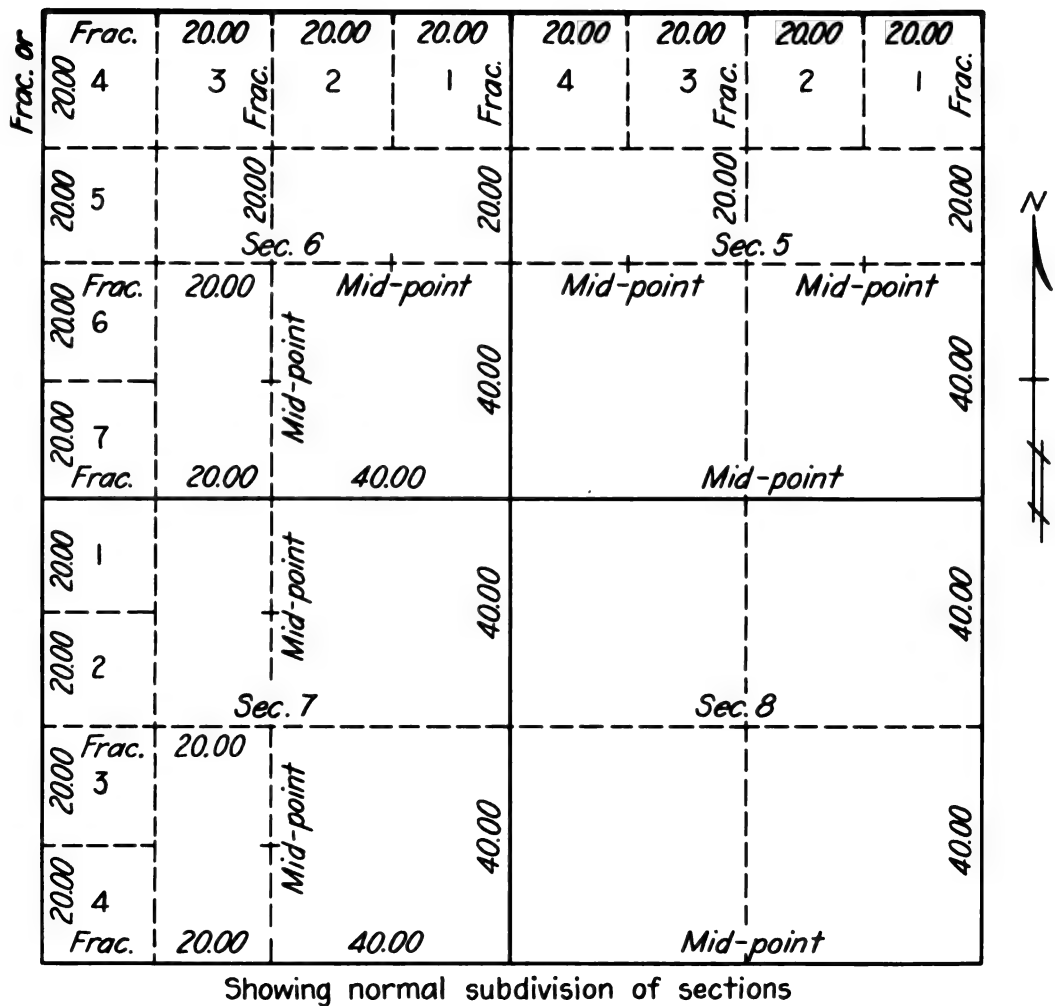 Frac. 20.00 20.00 20.00 20.00 20.00 20.00 20.00
Frac. or 20.00 4 3 Frac. 2 1 Frac. 4 3 Frac. 2 1 Frac.
20.00 5 20.00 20.00 20.00 20.00
Sec. 6 Sec. 5
Frac. 20.00 Mid-point Mid-point Mid-point
20.00 6 Mid-point 40.00 40.00
20.00 7
Frac. 20.00 40.00 Mid-point
20.00 1 Mid-point 40.00 40.00
20.00 2
Sec. 7 Sec. 8
Frac. 20.00
20.00 3 Mid-point 40.00 40.00
20.00 4
Frac. 20.00 40.00 Mid-point
N
Showing normal subdivision of sections